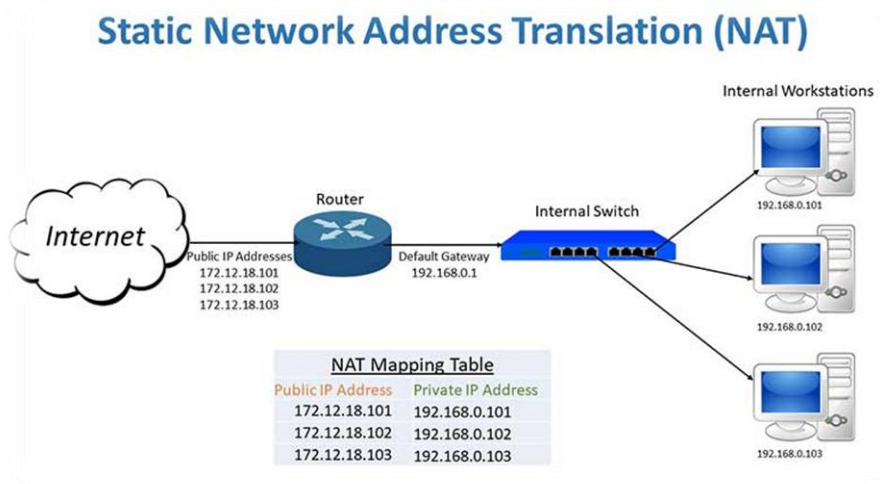 Static Network Address Translation (NAT)
Internal Workstations
192.168.0.101
Router
Internal Switch
Internet
Public IP Addresses
172.12.18.101
172.12.18.102
172.12.18.103
Default Gateway
192.168.0.1
192.168.0.102
NAT Mapping Table
Public IP Address Private IP Address
172.12.18.101 192.168.0.101
172.12.18.102 192.168.0.102
172.12.18.103 192.168.0.103
192.168.0.103